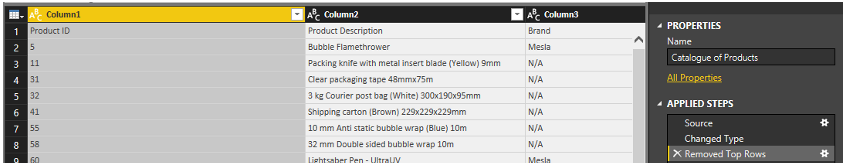 ABC Column1 ABC Column2 ABC Column3
1 Product ID Product Description Brand
2 5 Bubble Flamethrower Mesla
3 11 Packing knife with metal insert blade (Yellow) 9mm N/A
4 31 Clear packaging tape 48mmx75m N/A
5 32 3 kg Courier post bag (White) 300x190x95mm N/A
6 41 Shipping carton (Brown) 229x229x229mm N/A
7 55 10 mm Anti static bubble wrap (Blue) 10m N/A
8 58 32 mm Double sided bubble wrap 10m N/A
9 60 Lightsaber Pen - UltraUV Mesla
PROPERTIES
Name
Catalogue of Products
All Properties
APPLIED STEPS
Source
Changed Type
Removed Top Rows